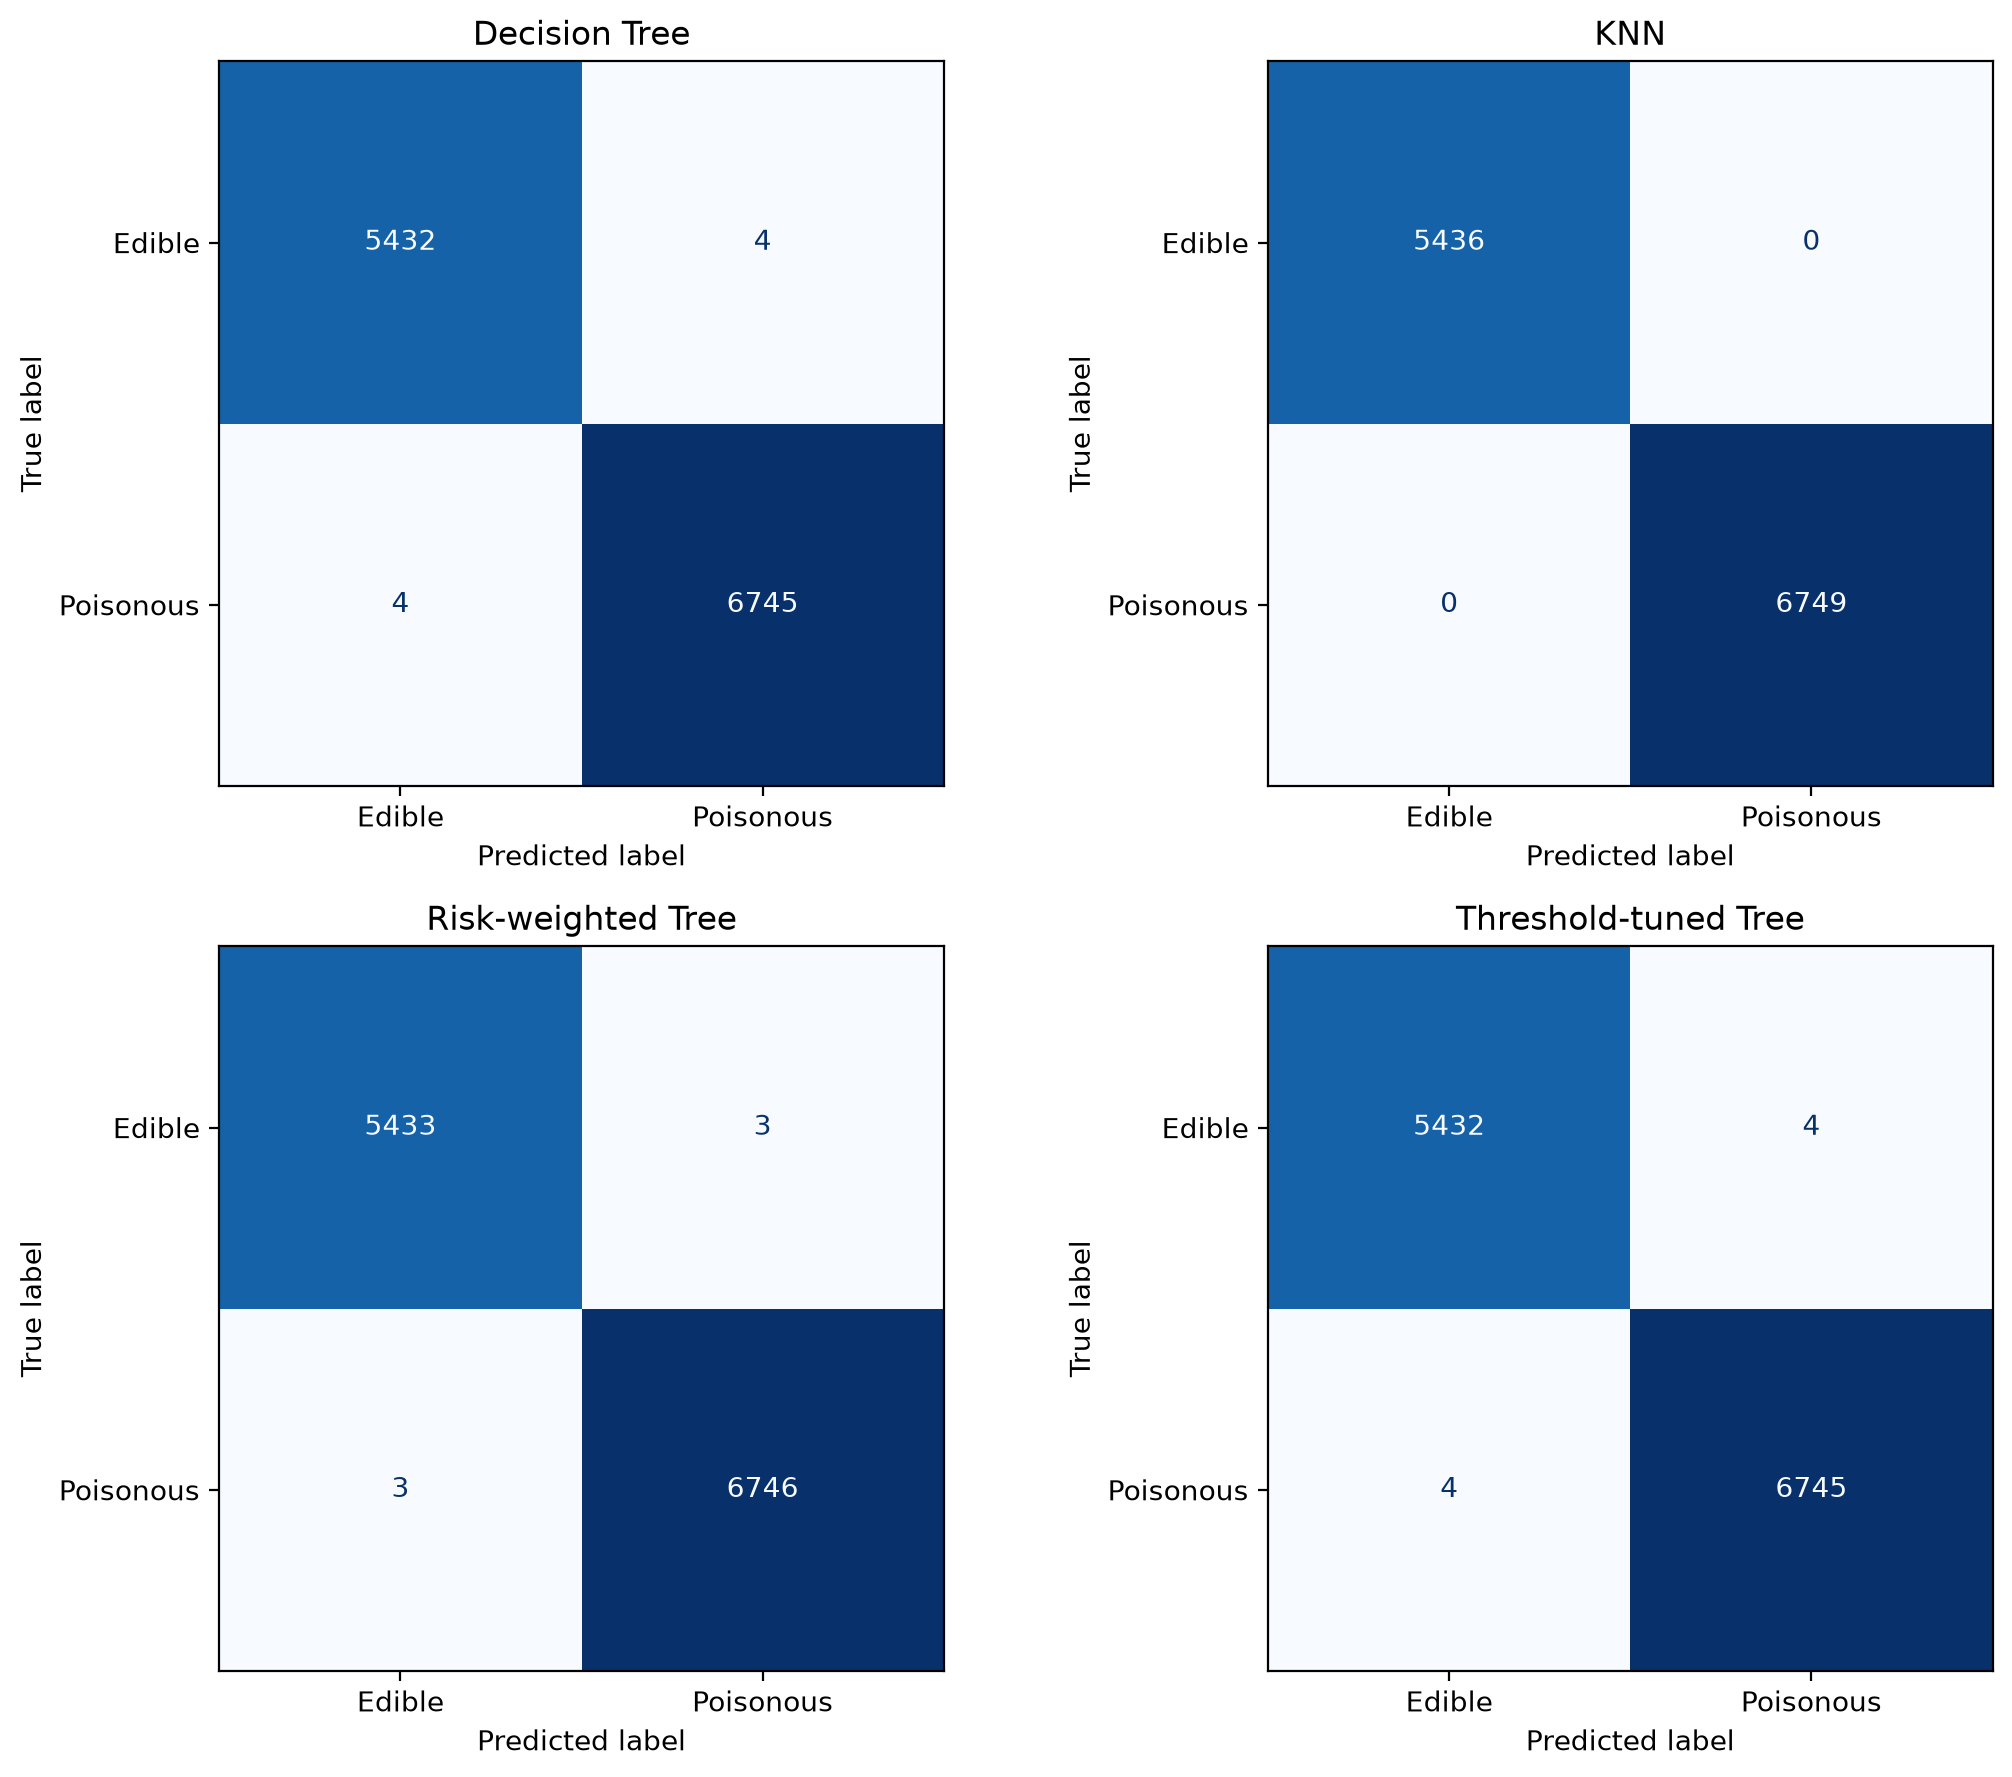 Decision Tree
True label
Edible
5432
4
Poisonous
4
6745
Edible
Poisonous
Predicted label
KNN
True label
Edible
5436
0
Poisonous
0
6749
Edible
Poisonous
Predicted label
Risk-weighted Tree
True label
Edible
5433
3
Poisonous
3
6746
Edible
Poisonous
Predicted label
Threshold-tuned Tree
True label
Edible
5432
4
Poisonous
4
6745
Edible
Poisonous
Predicted label